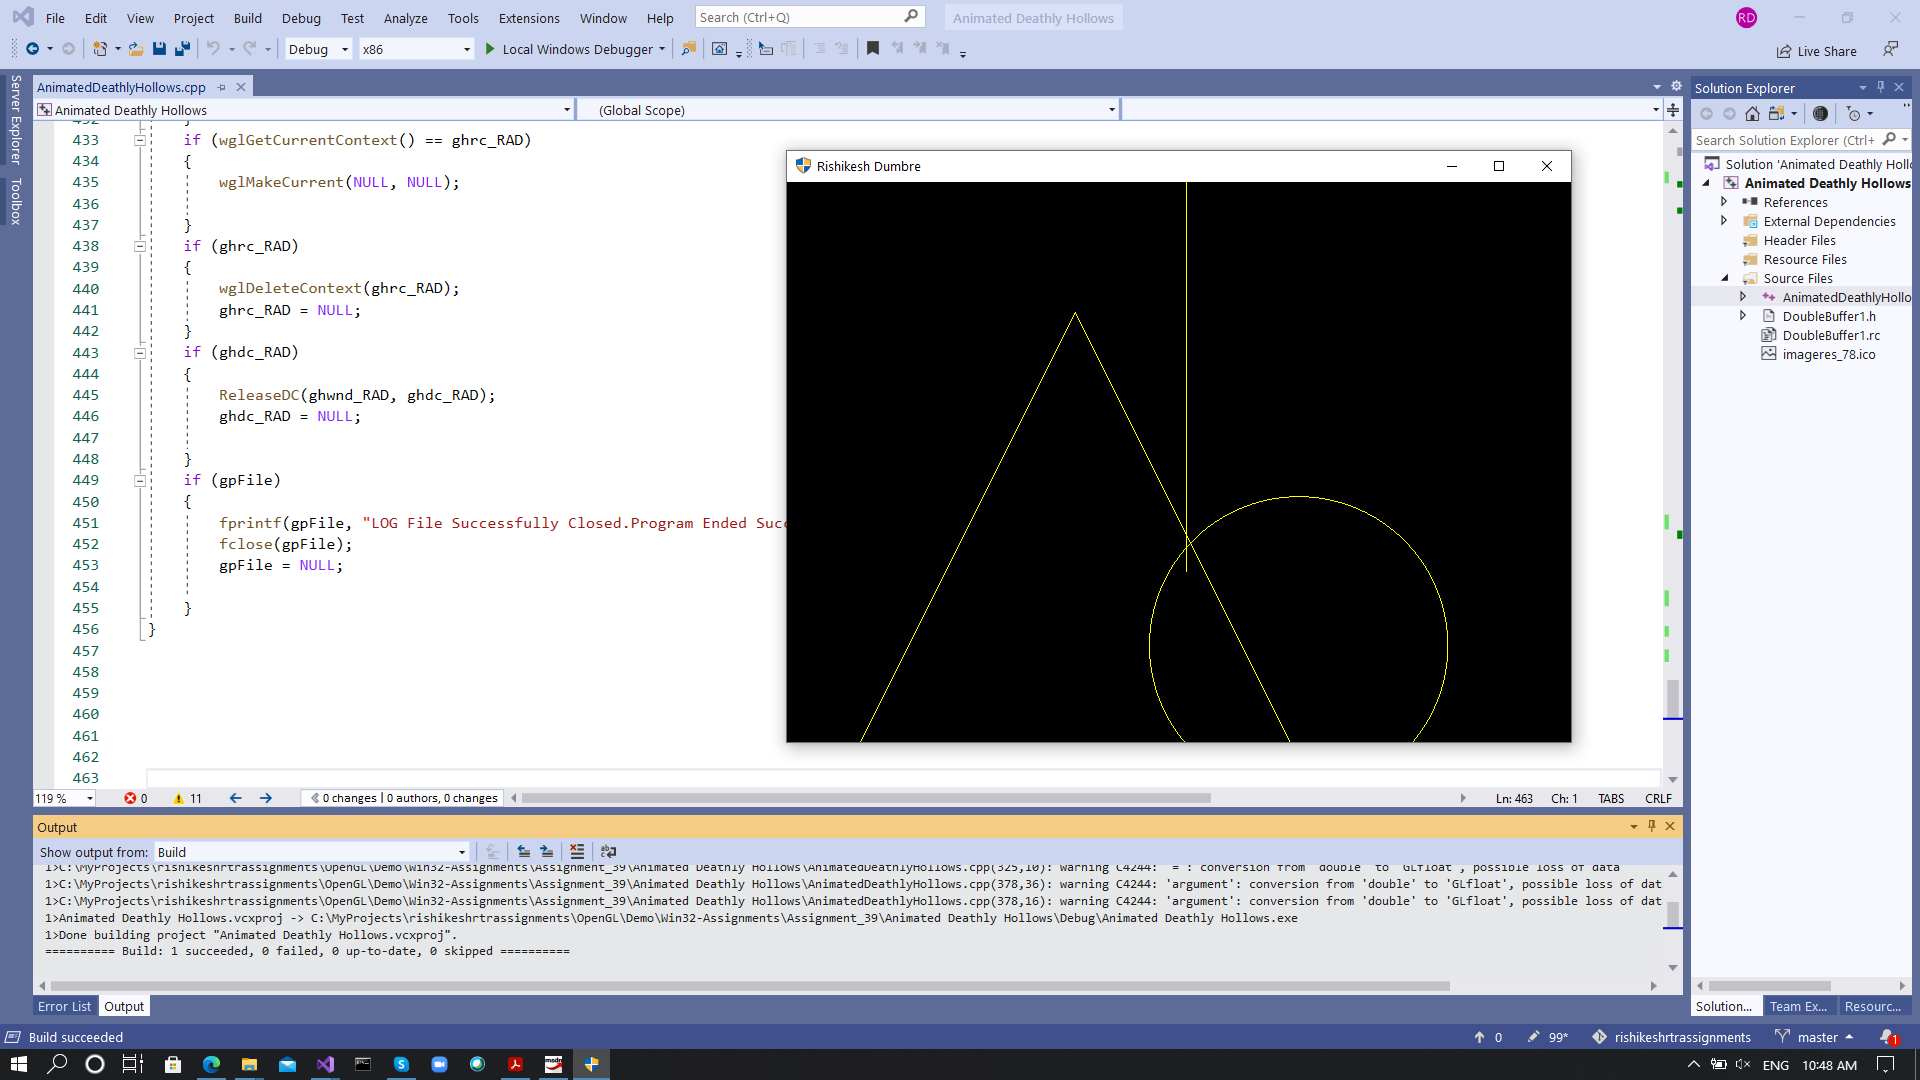 File Edit View Project Build Debug Test Analyze Tools Extensions Window Help Search (Ctrl+Q) Animated Deathly Hollows RD
Debug x86 Local Windows Debugger Live Share
Server Explorer
Toolbox
AnimatedDeathlyHollows.cpp
Animated Deathly Hollows (Global Scope)
433 if (wglGetCurrentContext() == ghrc_RAD)
434 {
435 wglMakeCurrent(NULL, NULL);
436
437 }
438 if (ghrc_RAD)
439 {
440 wglDeleteContext(ghrc_RAD);
441 ghrc_RAD = NULL;
442 }
443 if (ghdc_RAD)
444 {
445 ReleaseDC(ghwnd_RAD, ghdc_RAD);
446 ghdc_RAD = NULL;
447
448 }
449 if (gpFile)
450 {
451 fprintf(gpFile, "LOG File Successfully Closed.Program Ended Succ
452 fclose(gpFile);
453 gpFile = NULL;
454
455 }
456 }
457
458
459
460
461
462
463
Rishikesh Dumbre
119 % 0 11 0 changes | 0 authors, 0 changes Ln: 463 Ch: 1 TABS CRLF
Output
Show output from: Build
1>C:\MyProjects\rishikeshrtrassignments\OpenGL\Demo\Win32-Assignments\Assignment_39\Animated Deathly Hollows\AnimatedDeathlyHollows.cpp(325,10): warning C4244: '=': conversion from 'double' to 'GLfloat', possible loss of data
1>C:\MyProjects\rishikeshrtrassignments\OpenGL\Demo\Win32-Assignments\Assignment_39\Animated Deathly Hollows\AnimatedDeathlyHollows.cpp(378,36): warning C4244: 'argument': conversion from 'double' to 'GLfloat', possible loss of dat
1>C:\MyProjects\rishikeshrtrassignments\OpenGL\Demo\Win32-Assignments\Assignment_39\Animated Deathly Hollows\AnimatedDeathlyHollows.cpp(378,16): warning C4244: 'argument': conversion from 'double' to 'GLfloat', possible loss of dat
1>Animated Deathly Hollows.vcxproj -> C:\MyProjects\rishikeshrtrassignments\OpenGL\Demo\Win32-Assignments\Assignment_39\Animated Deathly Hollows\Debug\Animated Deathly Hollows.exe
1>Done building project "Animated Deathly Hollows.vcxproj".
========== Build: 1 succeeded, 0 failed, 0 up-to-date, 0 skipped ==========
Error List Output
Solution Explorer
Search Solution Explorer (Ctrl+
Solution 'Animated Deathly Holl
Animated Deathly Hollows
References
External Dependencies
Header Files
Resource Files
Source Files
AnimatedDeathlyHollo
DoubleBuffer1.h
DoubleBuffer1.rc
imageres_78.ico
Solution... Team Ex... Resourc...
Build succeeded 0 99* rishikeshrtrassignments master 1
ENG 10:48 AM